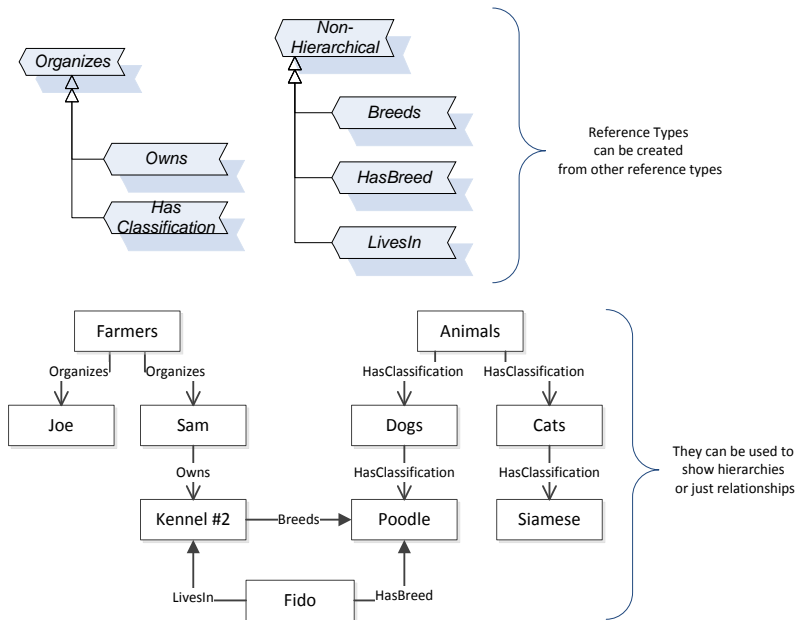 Organizes
Owns
Has
Classification
Non-
Hierarchical
Breeds
HasBreed
LivesIn
Reference Types
can be created
from other reference types
Farmers
Animals
Organizes
Organizes
HasClassification
HasClassification
Joe
Sam
Dogs
Cats
Owns
HasClassification
HasClassification
Kennel #2
Breeds
Poodle
Siamese
LivesIn
Fido
HasBreed
They can be used to
show hierarchies
or just relationships